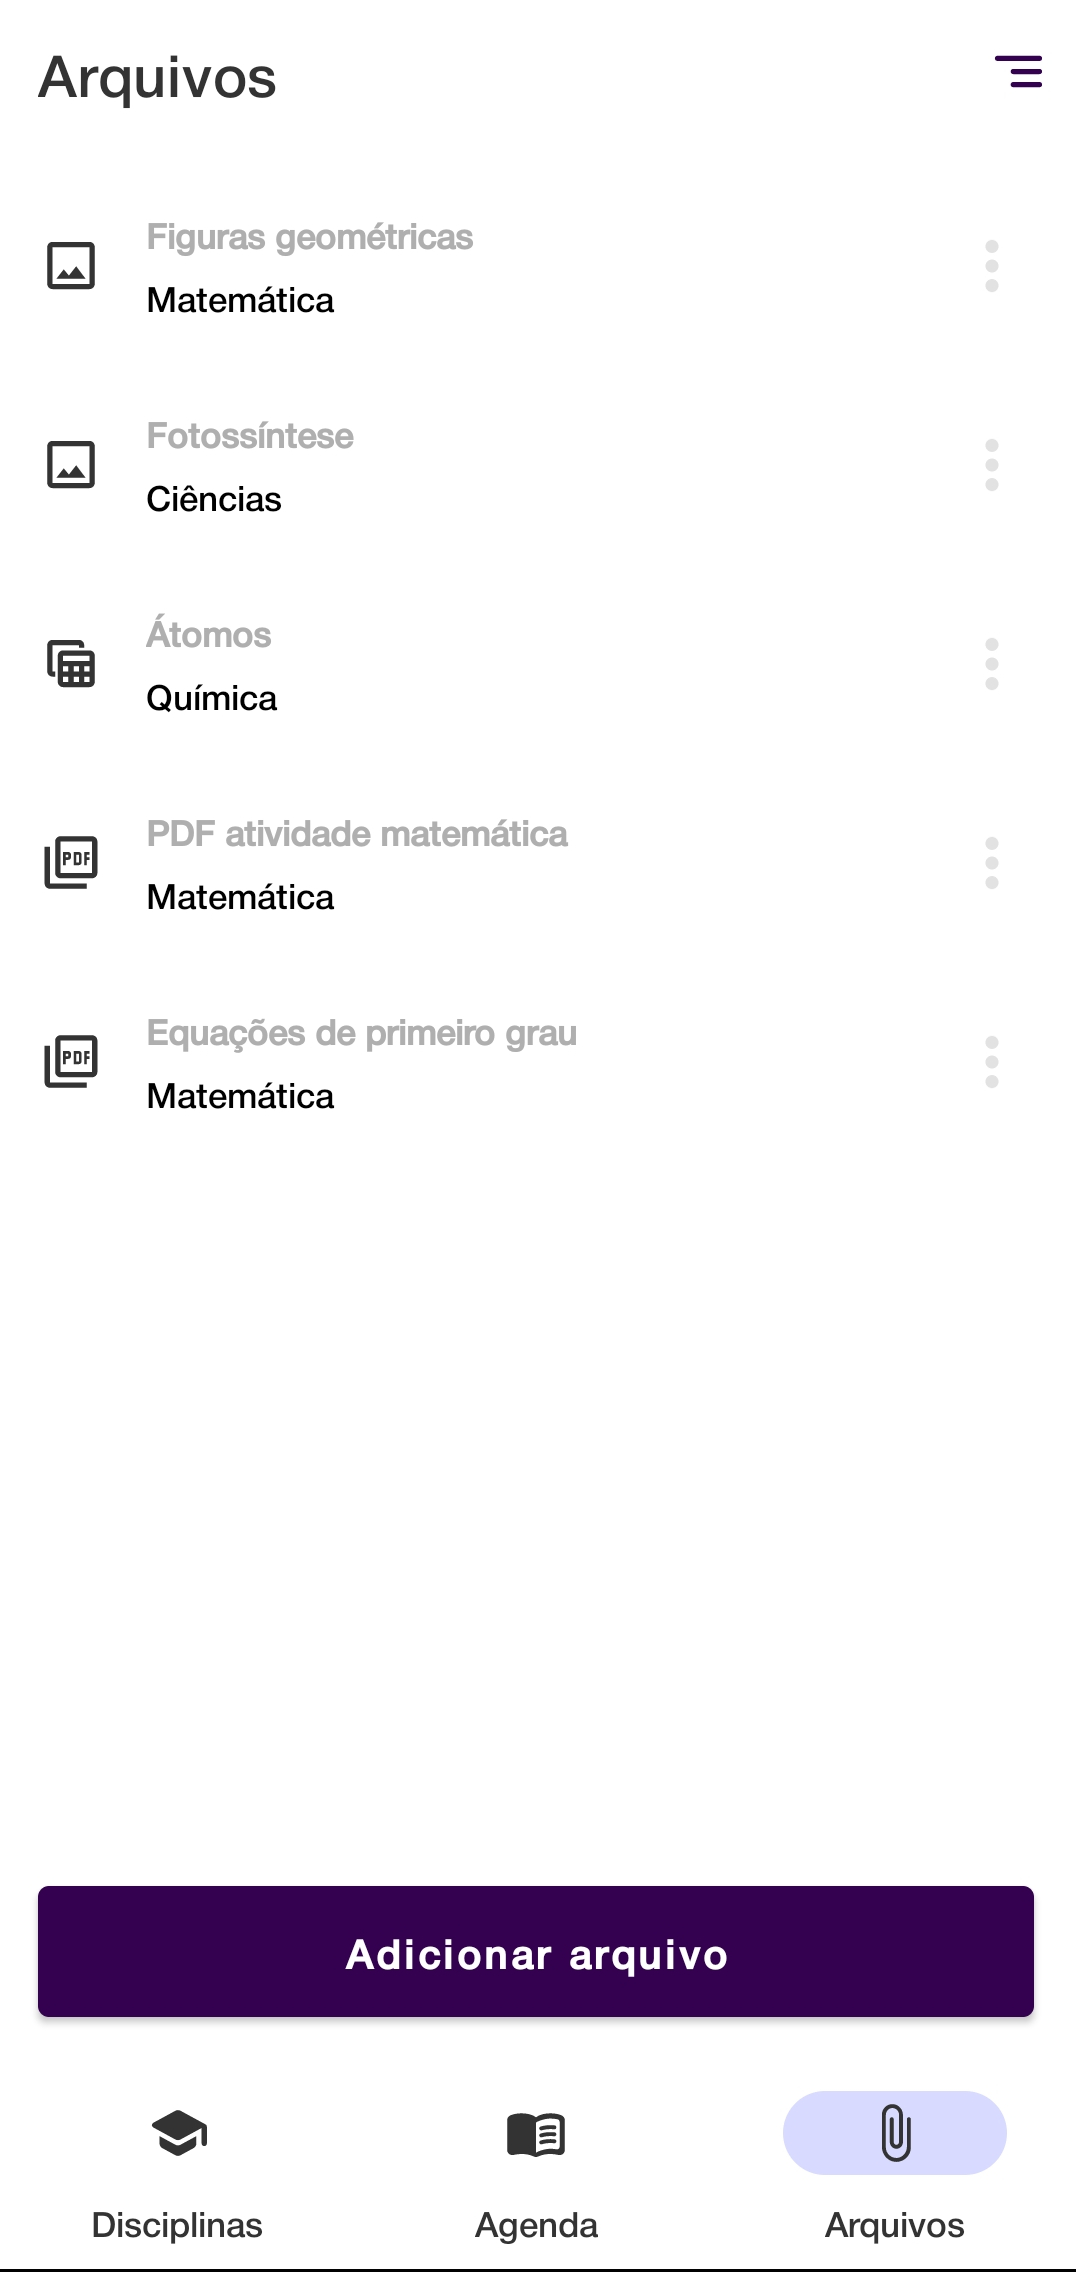 Arquivos
Figuras geométricas
Matemática
Fotossíntese
Ciências
Átomos
Química
PDF
PDF atividade matemática
Matemática
PDF
Equações de primeiro grau
Matemática
Adicionar arquivo
Disciplinas
Agenda
Arquivos